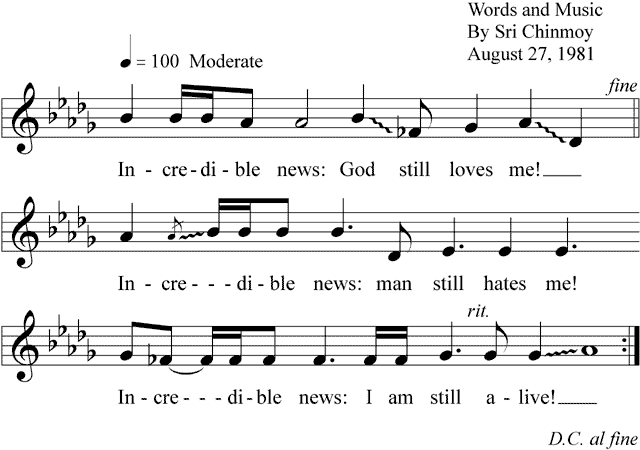 Words and Music
By Sri Chinmoy
August 27, 1981
= 100 Moderate
fine
In - cre - di - ble news: God still loves me!
In - cre - - - di - ble news: man still hates me!
rit.
In - cre - - - di - ble news: I am still a - live!
D.C. al fine